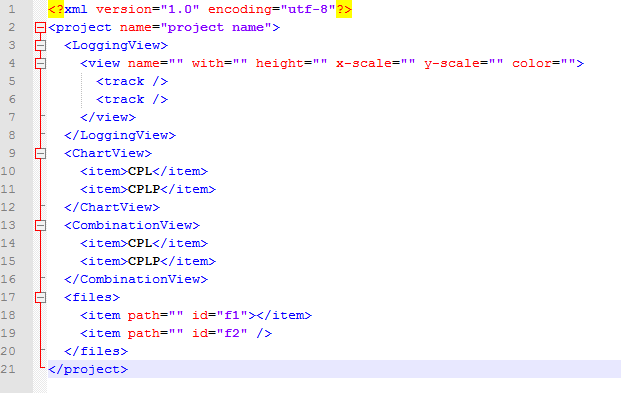 1 <?xml version="1.0" encoding="utf-8"?>
2 <project name="project name">
3 <LoggingView>
4 <view name="" with="" height="" x-scale="" y-scale="" color="">
5 <track />
6 <track />
7 </view>
8 </LoggingView>
9 <ChartView>
10 <item>CPL</item>
11 <item>CPLP</item>
12 </ChartView>
13 <CombinationView>
14 <item>CPL</item>
15 <item>CPLP</item>
16 </CombinationView>
17 <files>
18 <item path="" id="f1"></item>
19 <item path="" id="f2" />
20 </files>
21 </project>